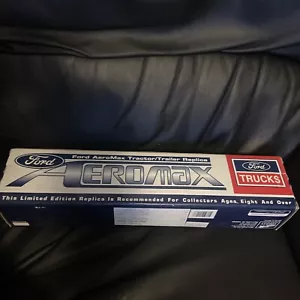 Ford
Ford AeroMax Tractor/Trailer Replica
AEROMAX
Ford
TRUCKS
This Limited Edition Replica is Recommended For Collectors Ages, Eight And Over